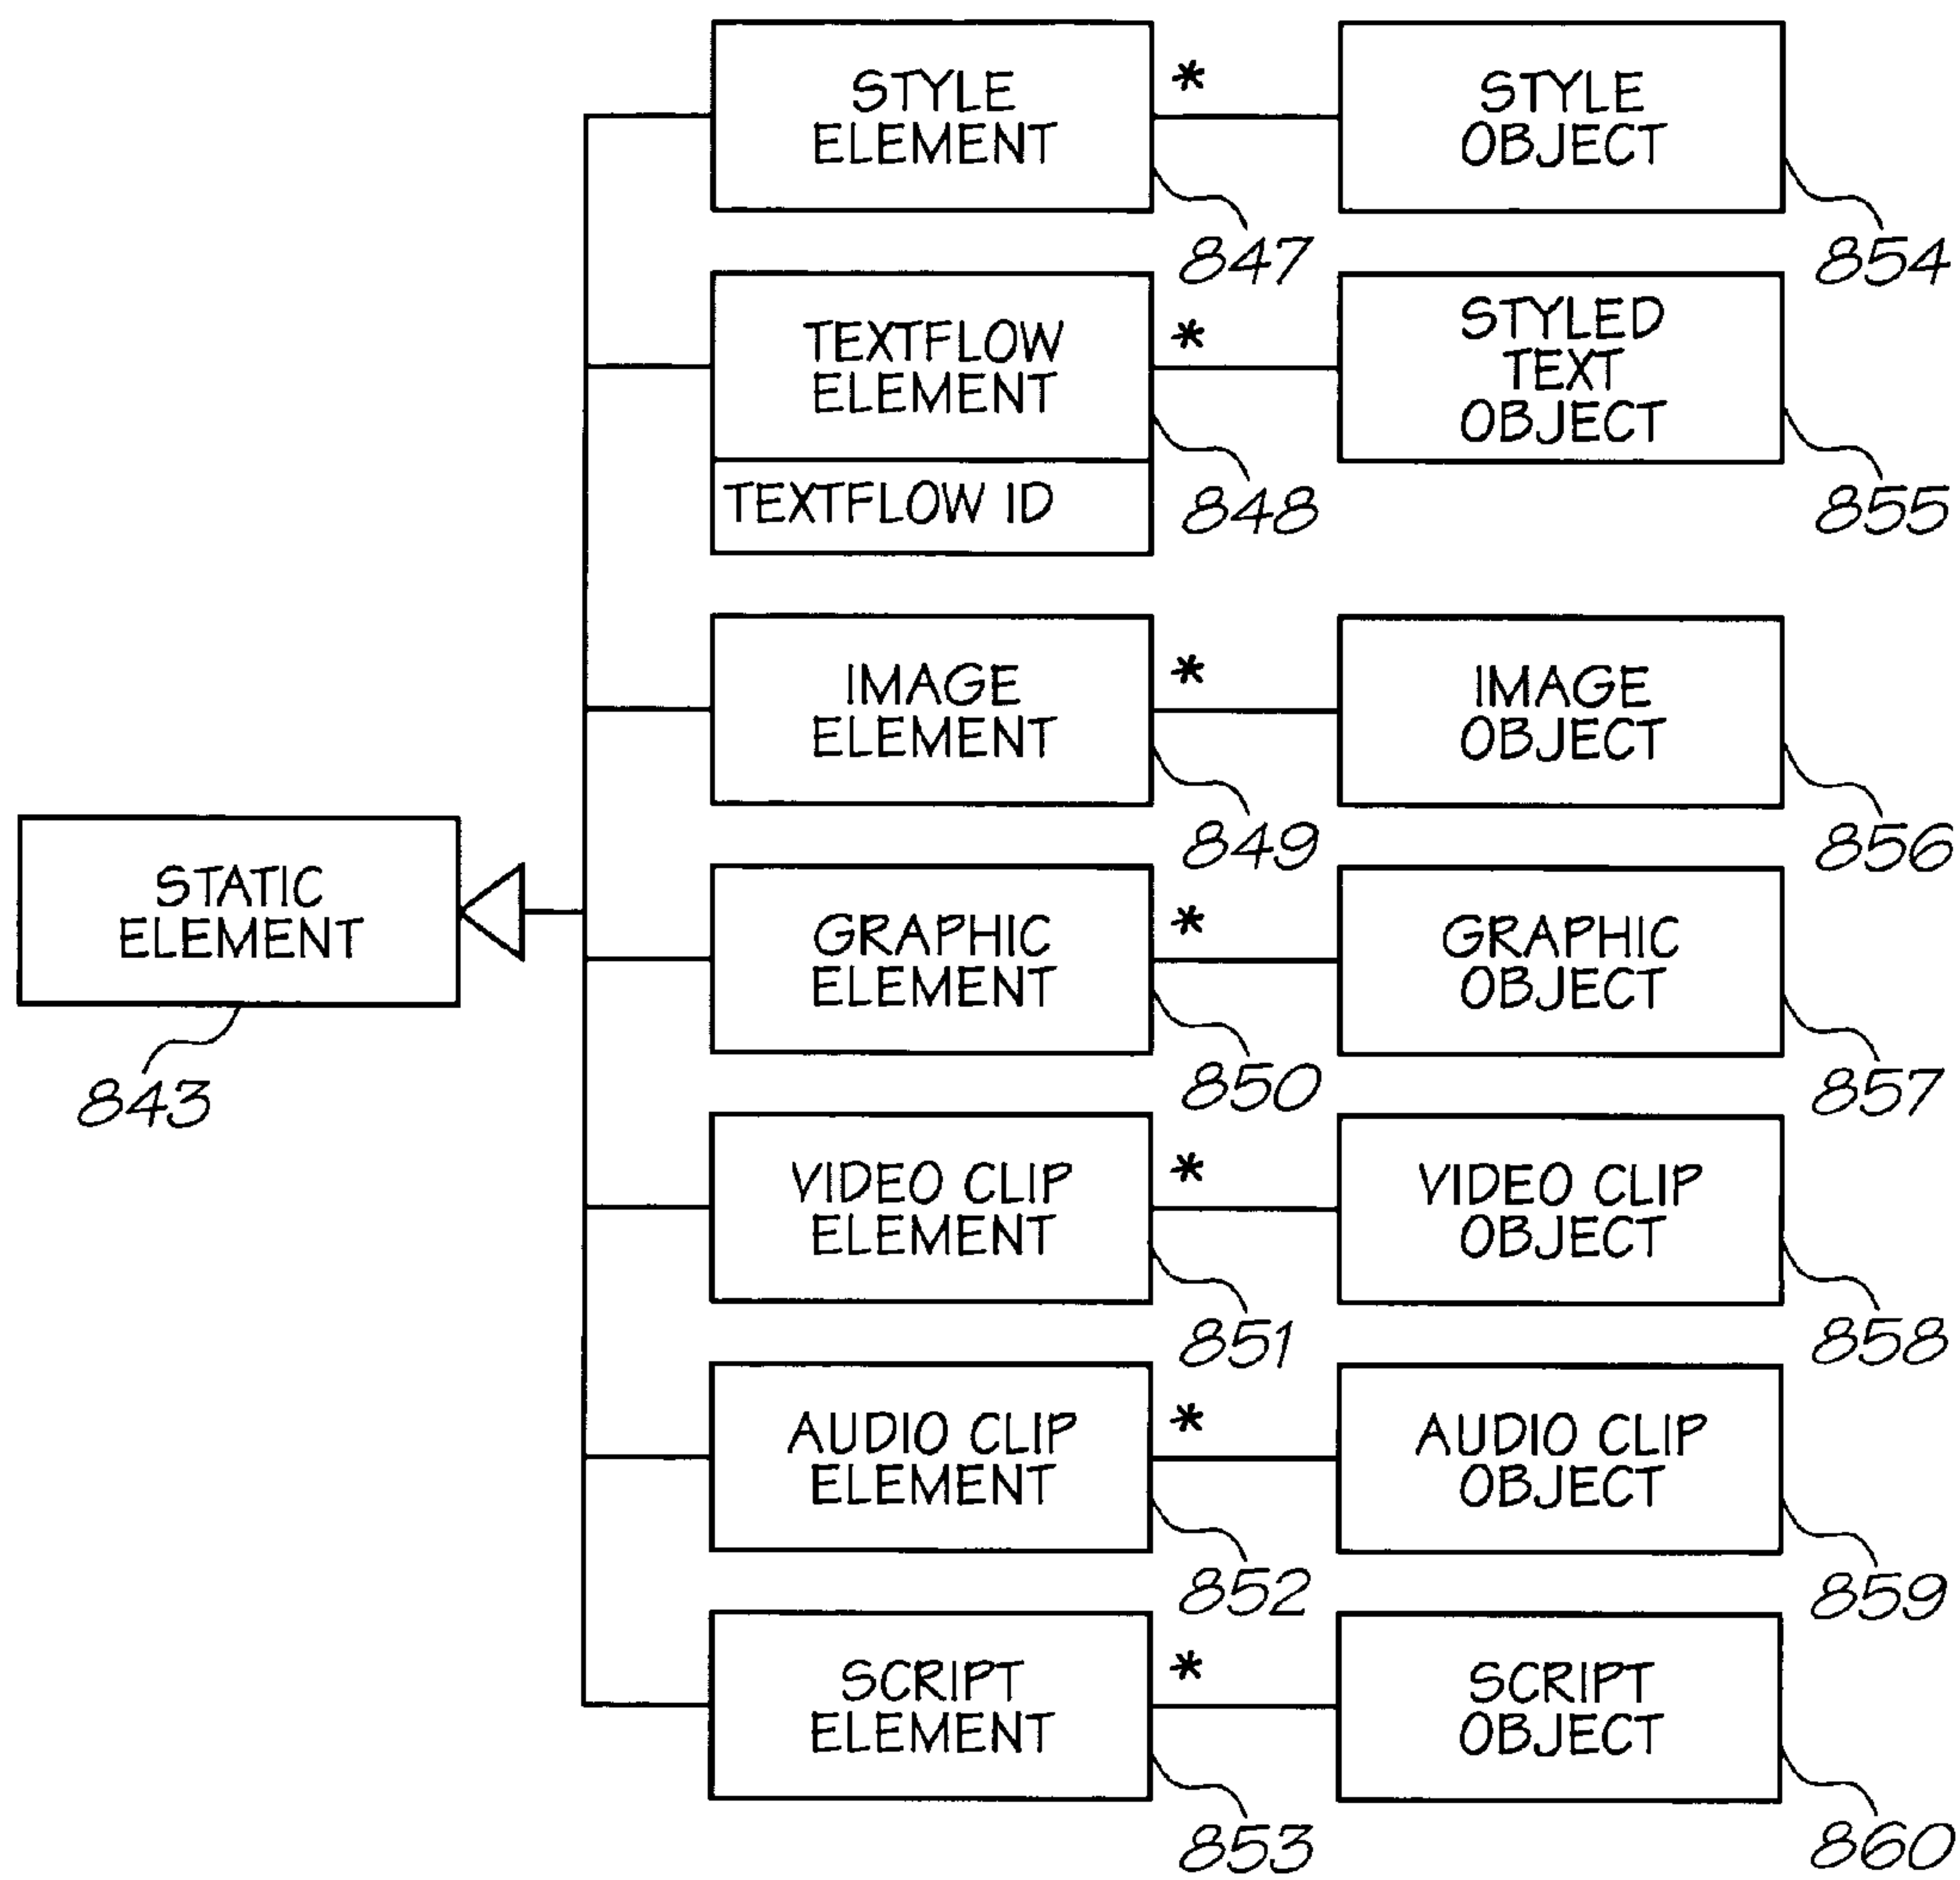 STYLE
ELEMENT
*
STYLE
OBJECT
847
854
TEXTFLOW
ELEMENT
TEXTFLOW ID
*
STYLED
TEXT
OBJECT
848
855
IMAGE
ELEMENT
*
IMAGE
OBJECT
849
856
STATIC
ELEMENT
843
GRAPHIC
ELEMENT
*
GRAPHIC
OBJECT
850
857
VIDEO CLIP
ELEMENT
*
VIDEO CLIP
OBJECT
851
858
AUDIO CLIP
ELEMENT
*
AUDIO CLIP
OBJECT
852
859
SCRIPT
ELEMENT
*
SCRIPT
OBJECT
853
860